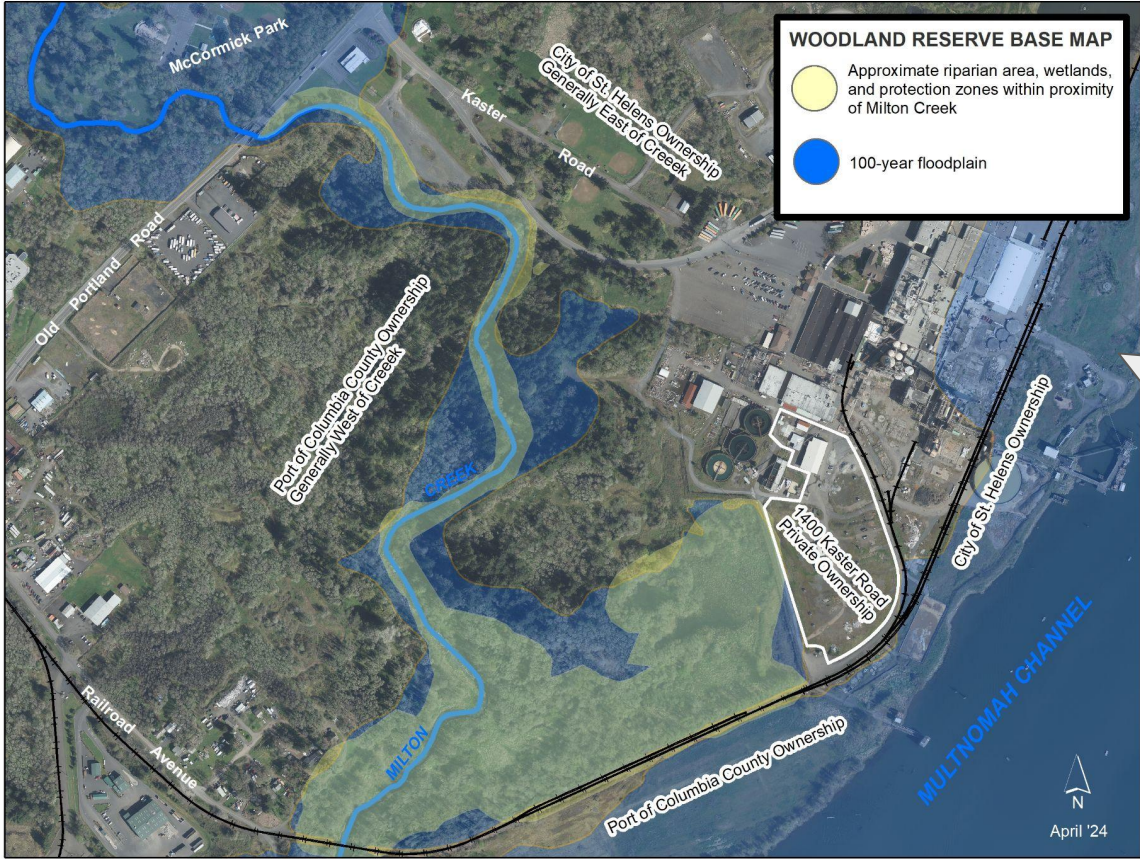 WOODLAND RESERVE BASE MAP
Approximate riparian area, wetlands,
and protection zones within proximity
of Milton Creek
100-year floodplain
McCormick Park
Kaster
Road
City of St. Helens Ownership
Generally East of Creeek
Old Portland Road
Port of Columbia County Ownership
Generally West of Creeek
CREEK
1400 Kaster Road
Private Ownership
City of St. Helens Ownership
MULTNOMAH CHANNEL
Railroad Avenue
MILTON
Port of Columbia County Ownership
N
April '24